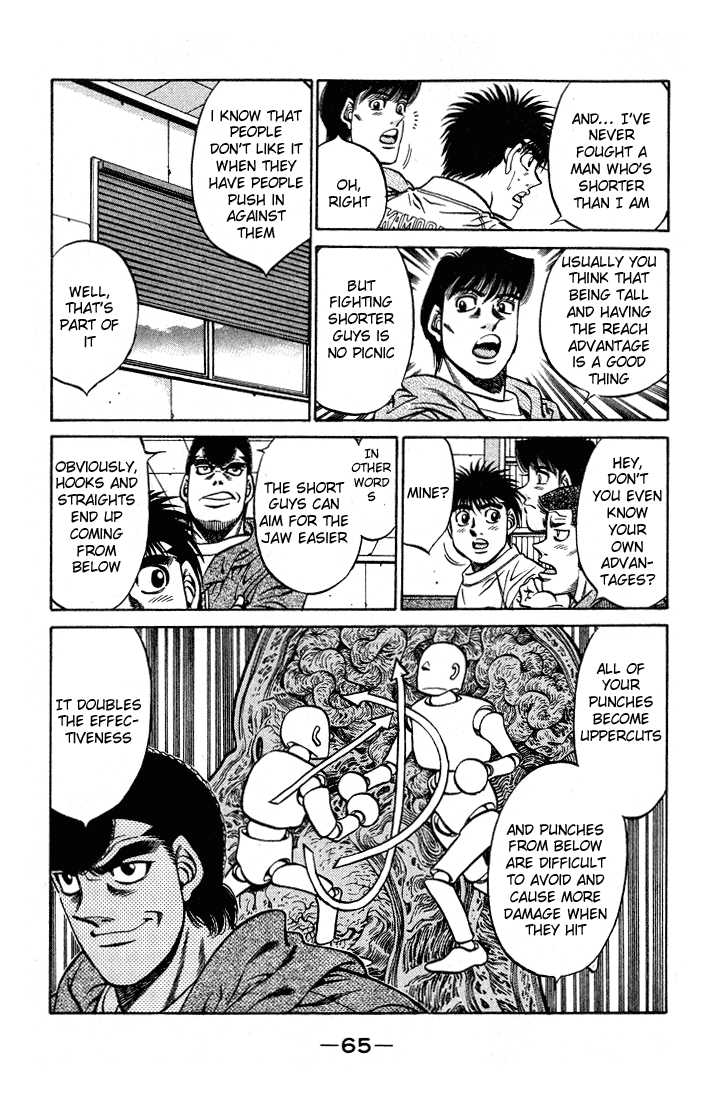 AND... I'VE
NEVER
FOUGHT A
MAN WHO'S
SHORTER
THAN I AM
OH,
RIGHT
USUALLY YOU
THINK THAT
BEING TALL
AND HAVING
THE REACH
ADVANTAGE
IS A GOOD
THING
BUT
FIGHTING
SHORTER
GUYS IS
NO PICNIC
I KNOW THAT
PEOPLE
DON'T LIKE IT
WHEN THEY
HAVE PEOPLE
PUSH IN
AGAINST
THEM
WELL,
THAT'S
PART OF
IT
HEY,
DON'T
YOU EVEN
KNOW
YOUR
OWN
ADVAN-
TAGES?
MINE?
IN
OTHER
WORD
S
THE SHORT
GUYS CAN
AIM FOR THE
JAW EASIER
OBVIOUSLY,
HOOKS AND
STRAIGHTS
END UP
COMING
FROM
BELOW
ALL OF
YOUR
PUNCHES
BECOME
UPPERCUTS
AND PUNCHES
FROM BELOW
ARE DIFFICULT
TO AVOID AND
CAUSE MORE
DAMAGE WHEN
THEY HIT
IT DOUBLES
THE EFFEC-
TIVENESS
—65—